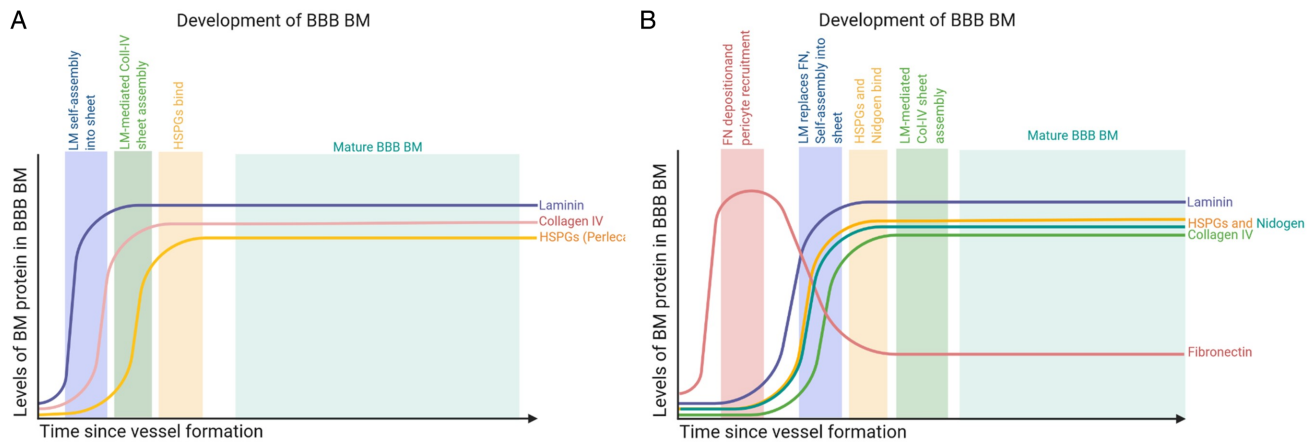 A
Development of BBB BM
LM self-assembly
into sheet
LM-mediated Coll-IV
sheet assembly
HSPGs bind
Mature BBB BM
Levels of BM protein in BBB BM
Laminin
Collagen IV
HSPGs (Perleca
Time since vessel formation
B
Development of BBB BM
FN depositionand
pericyte recruitment
LM replaces FN,
Self-assembly into
sheet
HSPGs and
Nidgoen bind
LM-mediated
Col-IV sheet
assembly
Mature BBB BM
Levels of BM protein in BBB BM
Laminin
HSPGs and Nidogen
Collagen IV
Fibronectin
Time since vessel formation